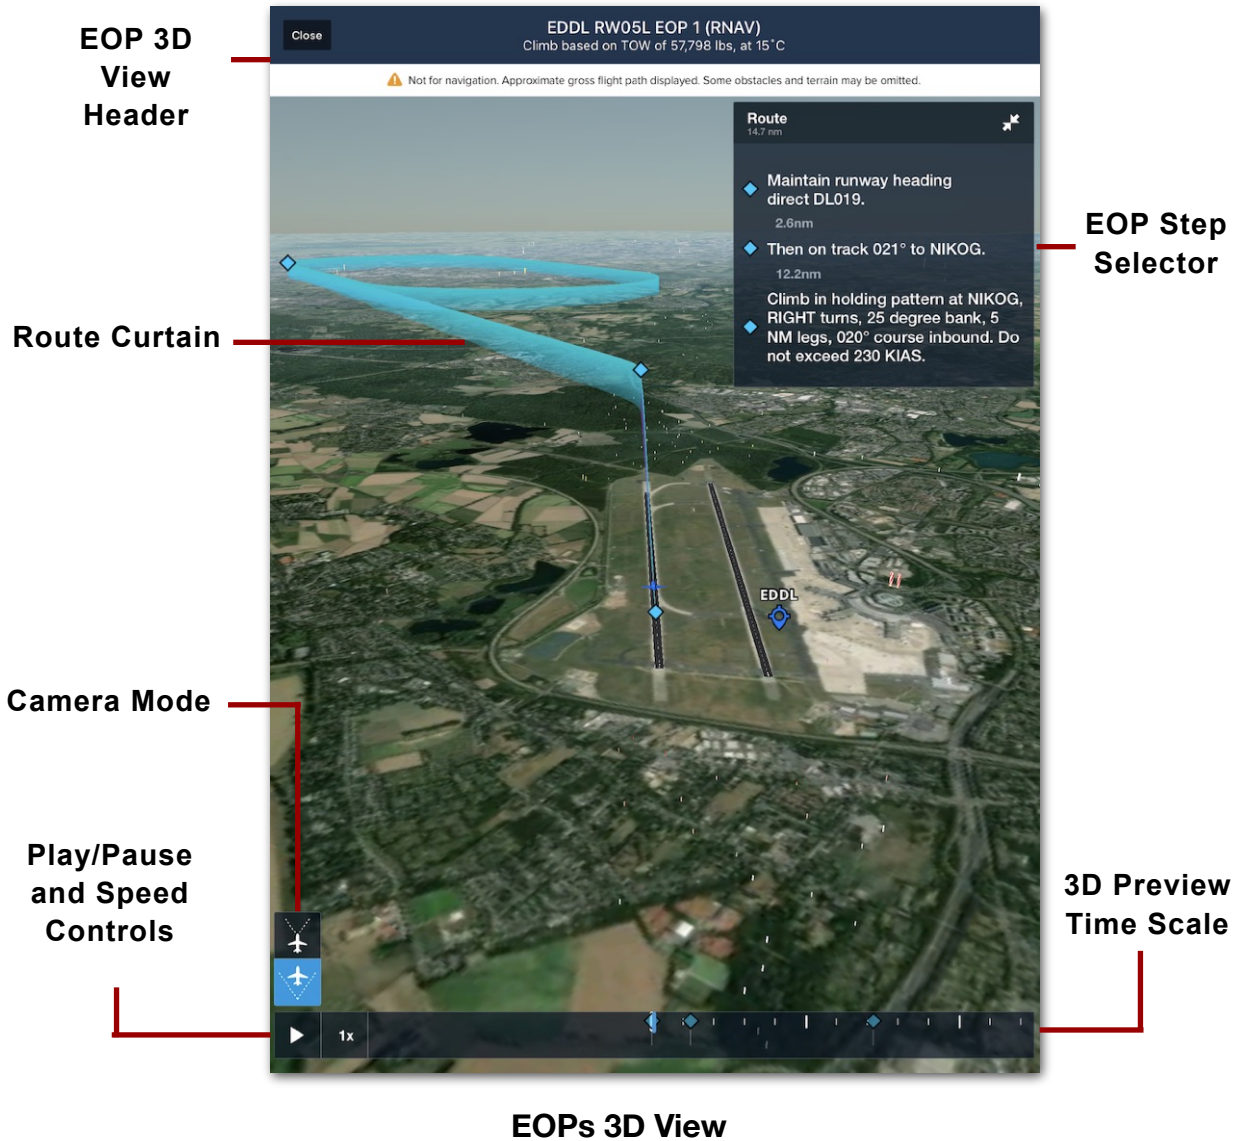 EOP 3D
View
Header
Close
EDDL RW05L EOP 1 (RNAV)
Climb based on TOW of 57,798 lbs, at 15˚C
Not for navigation. Approximate gross flight path displayed. Some obstacles and terrain may be omitted.
Route
14.7 nm
Maintain runway heading
direct DL019.
2.6nm
Then on track 021° to NIKOG.
12.2nm
Climb in holding pattern at NIKOG,
RIGHT turns, 25 degree bank, 5
NM legs, 020° course inbound. Do
not exceed 230 KIAS.
EOP Step
Selector
Route Curtain
EDDL
Camera Mode
Play/Pause
and Speed
Controls
3D Preview
Time Scale
1x
EOPs 3D View